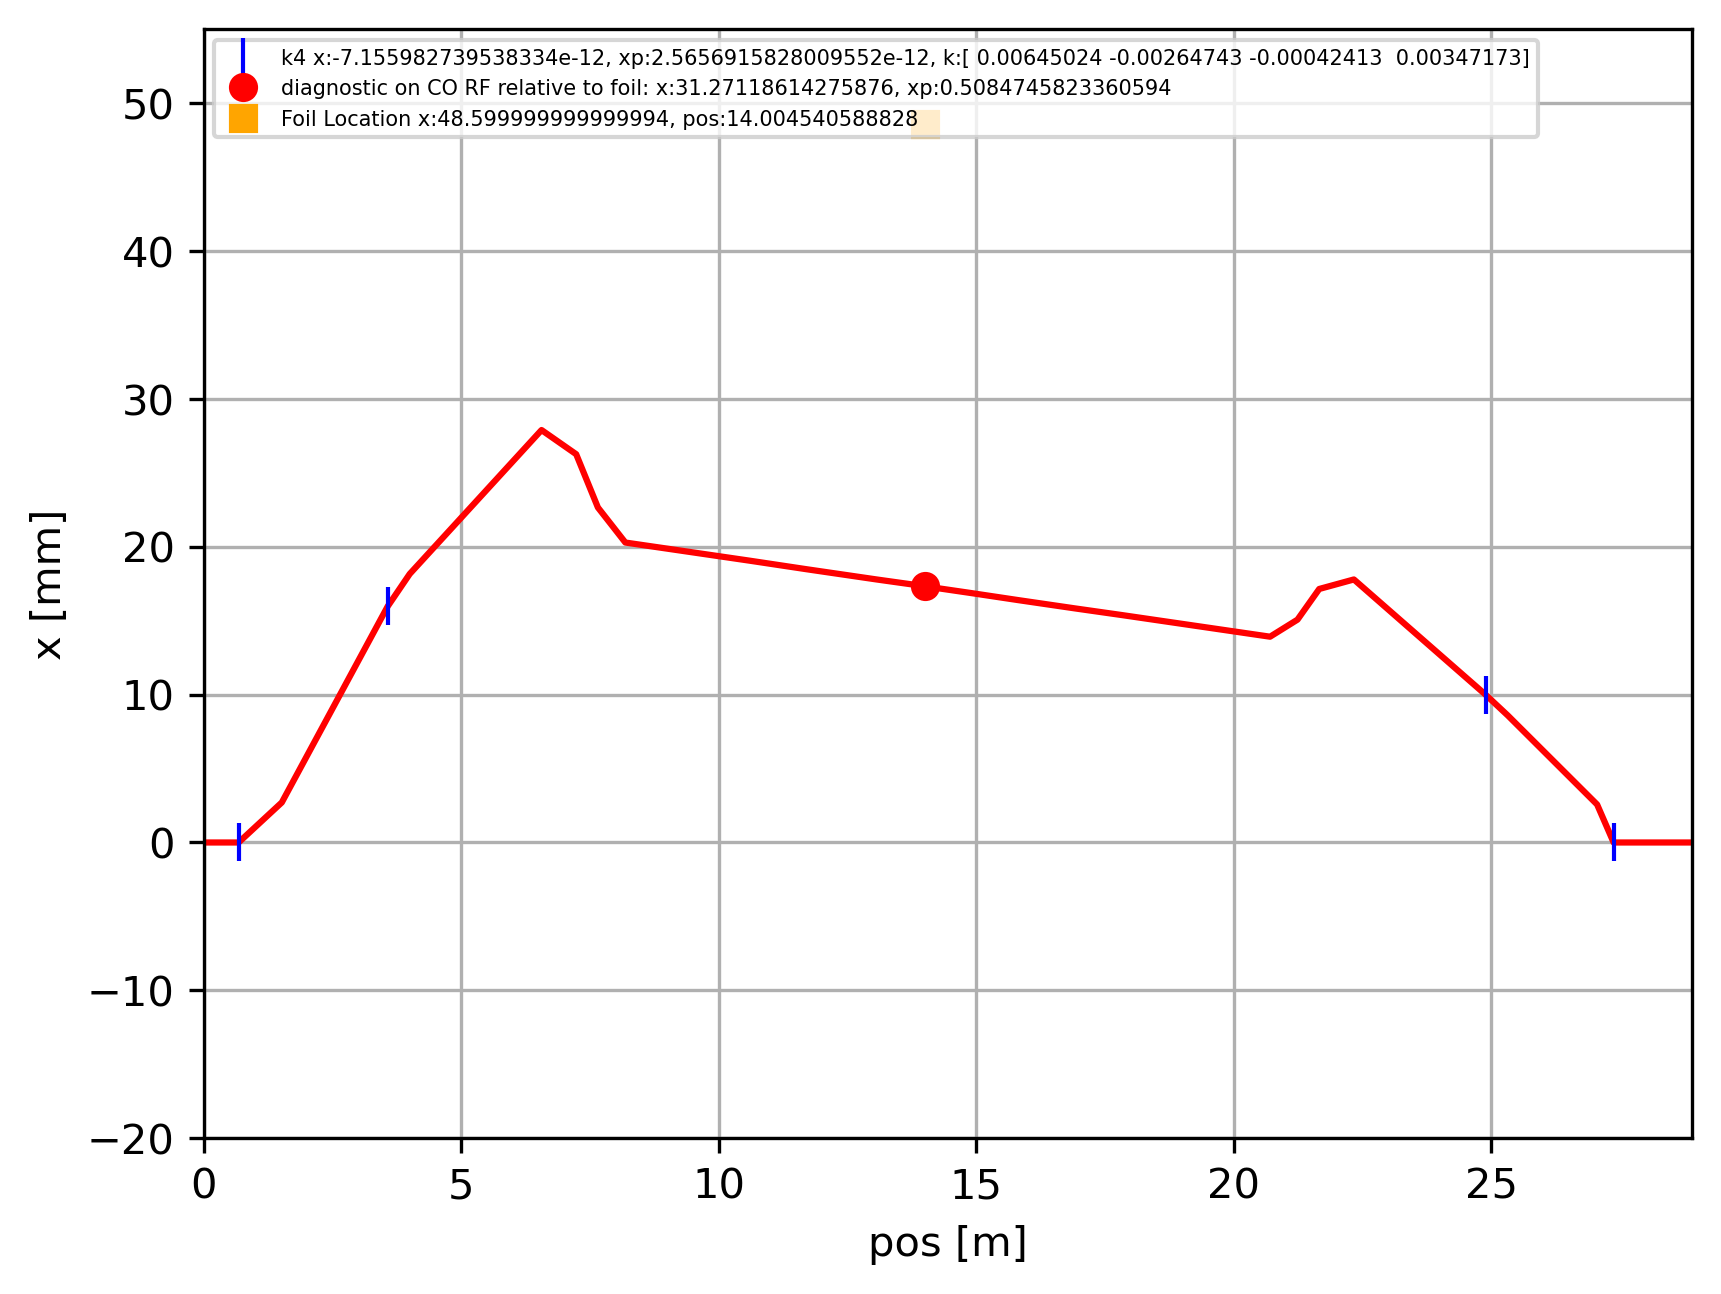 k4 x:-7.155982739538334e-12, xp:2.5656915828009552e-12, k:[ 0.00645024 -0.00264743 -0.00042413  0.00347173]
diagnostic on CO RF relative to foil: x:31.27118614275876, xp:0.5084745823360594
Foil Location x:48.599999999999994, pos:14.004540588828
50
40
30
20
10
0
−10
−20
x [mm]
0 5 10 15 20 25
pos [m]